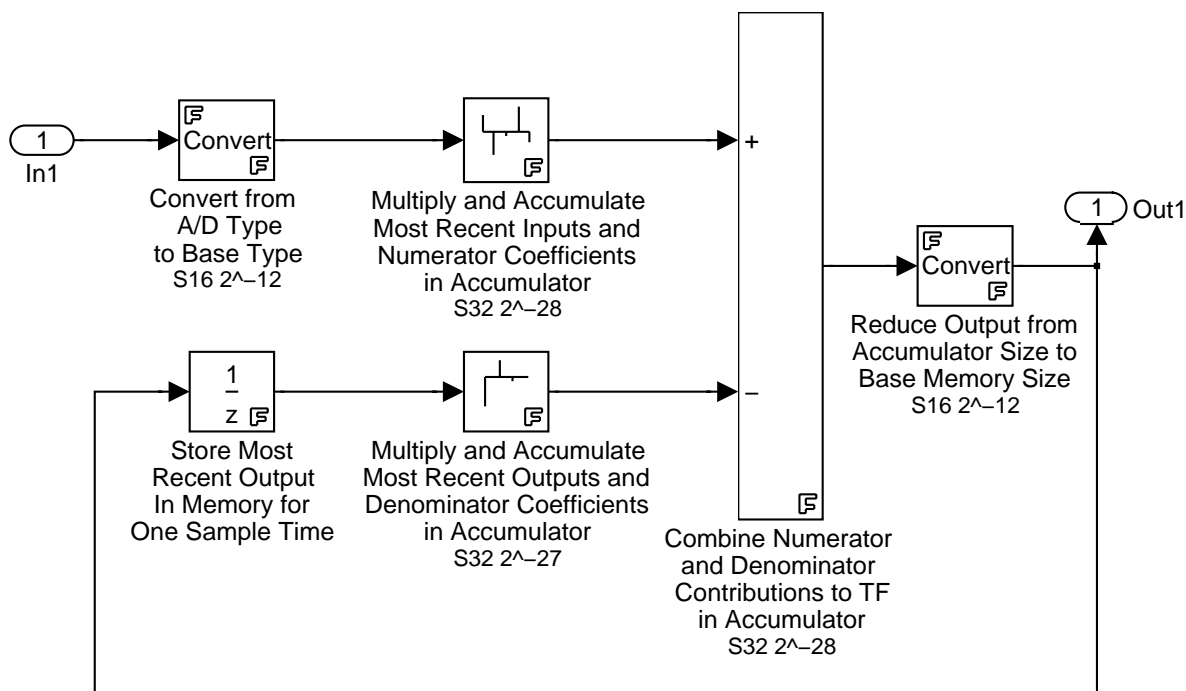 1
In1
Convert
Convert from
A/D Type
to Base Type
S16 2^−12
Multiply and Accumulate
Most Recent Inputs and
Numerator Coefficients
in Accumulator
S32 2^−28
+
−
1
z
Store Most
Recent Output
In Memory for
One Sample Time
Multiply and Accumulate
Most Recent Outputs and
Denominator Coefficients
in Accumulator
S32 2^−27
Combine Numerator
and Denominator
Contributions to TF
in Accumulator
S32 2^−28
Convert
Reduce Output from
Accumulator Size to
Base Memory Size
S16 2^−12
1
Out1